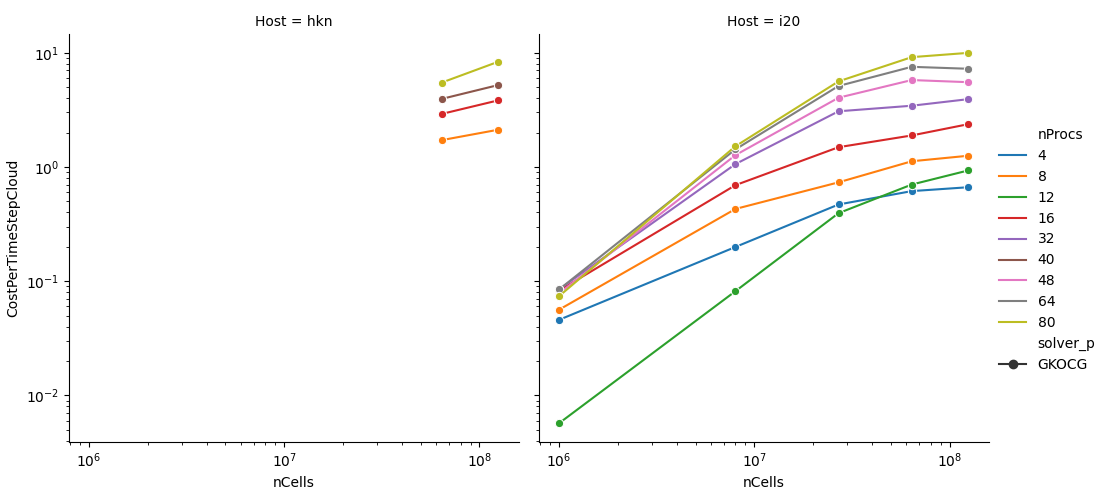 Host = hkn
Host = i20
CostPerTimeStepCloud
10^1
10^0
10^-1
10^-2
10^6
10^7
10^8
nCells
10^6
10^7
10^8
nCells
nProcs
4
8
12
16
32
40
48
64
80
solver_p
GKOCG